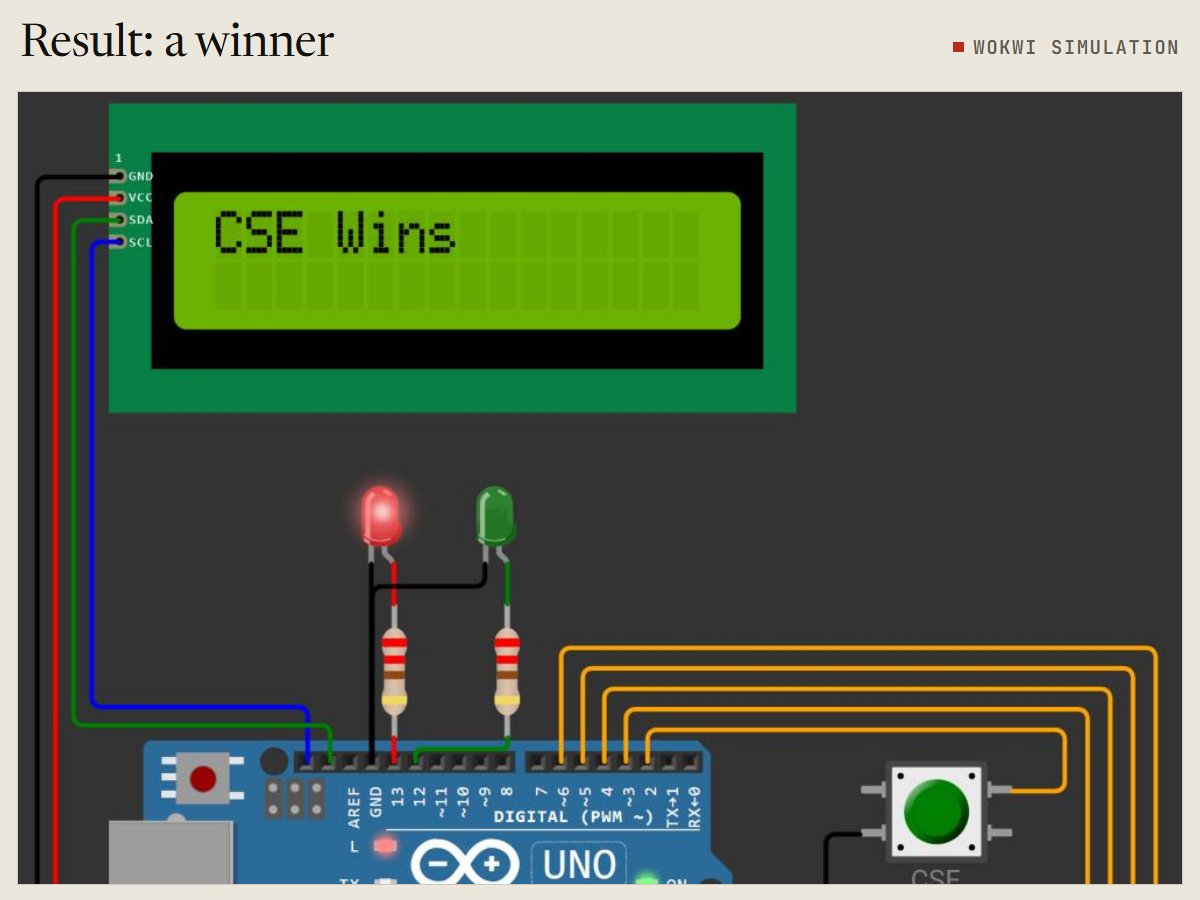 Result: a winner
WOKWI SIMULATION
1
GND
VCC
SDA
SCL
CSE Wins
AREF
GND
13
12
~11
~10
~9
8
7
~6
~5
4
~3
2
TX→1
RX←0
DIGITAL (PWM ~)
L
UNO
TX
ON
CSE